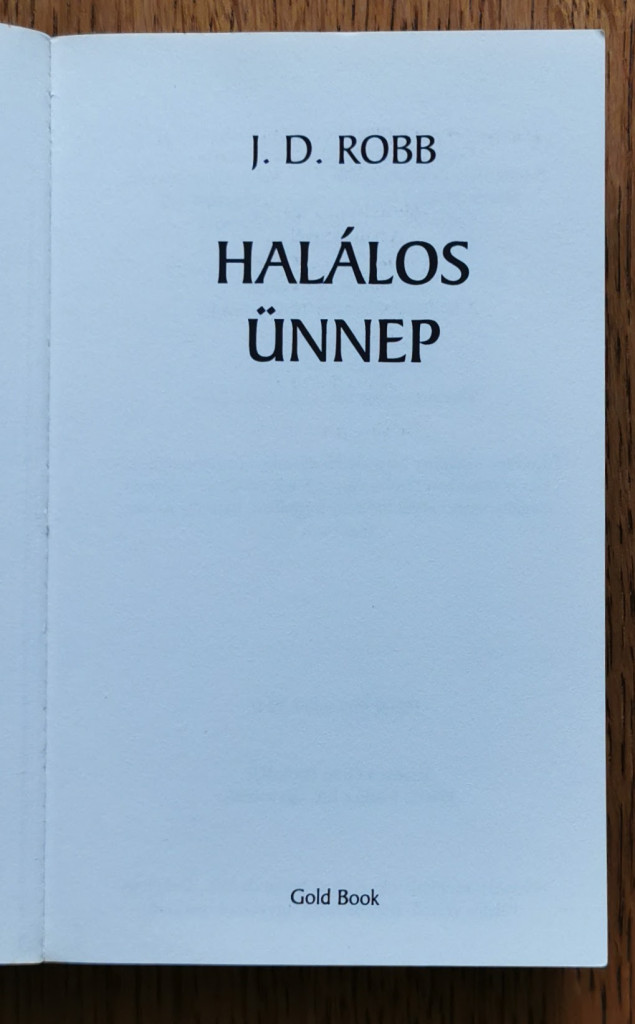 J. D. ROBB
HALÁLOS
ÜNNEP
Gold Book